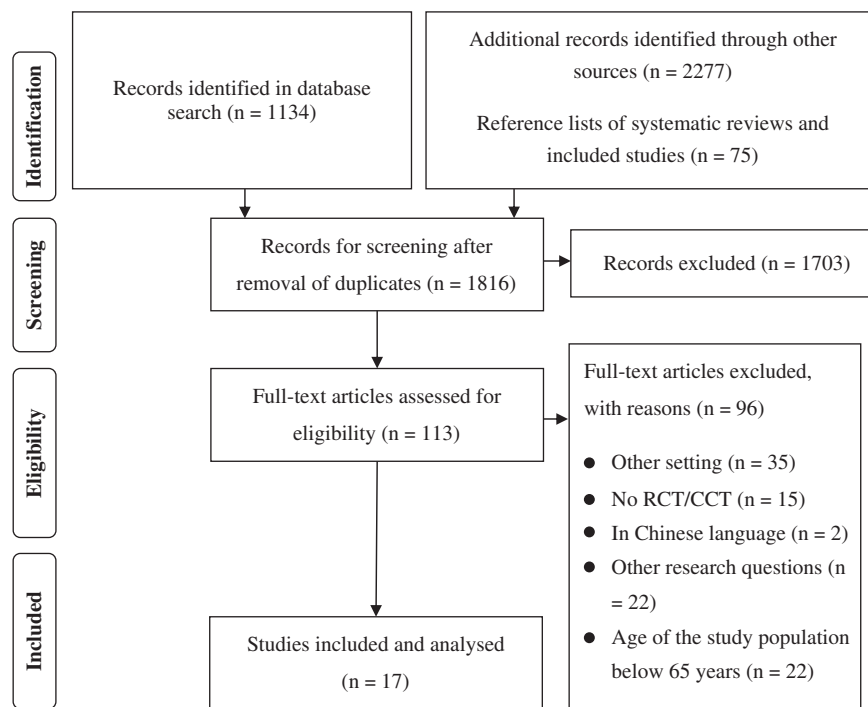 Identification
Records identified in database
search (n = 1134)
Additional records identified through other
sources (n = 2277)
Reference lists of systematic reviews and
included studies (n = 75)
Screening
Records for screening after
removal of duplicates (n = 1816)
Records excluded (n = 1703)
Eligibility
Full-text articles assessed for
eligibility (n = 113)
Full-text articles excluded,
with reasons (n = 96)
● Other setting (n = 35)
● No RCT/CCT (n = 15)
● In Chinese language (n = 2)
● Other research questions (n
= 22)
● Age of the study population
below 65 years (n = 22)
Included
Studies included and analysed
(n = 17)